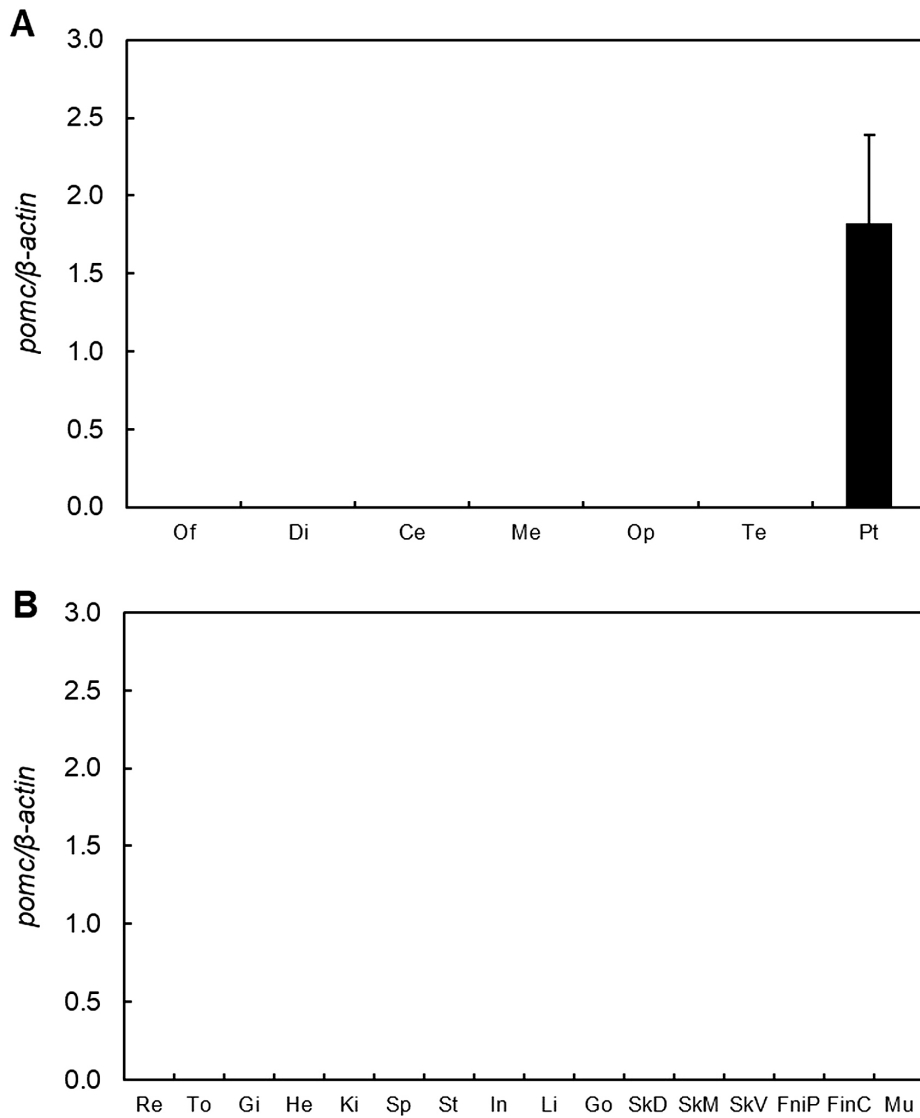 A
3.0
2.5
2.0
1.5
1.0
0.5
0.0
pomc/β-actin
Of Di Ce Me Op Te Pt
B
3.0
2.5
2.0
1.5
1.0
0.5
0.0
pomc/β-actin
Re To Gi He Ki Sp St In Li Go SkD SkM SkV FniP FinC Mu